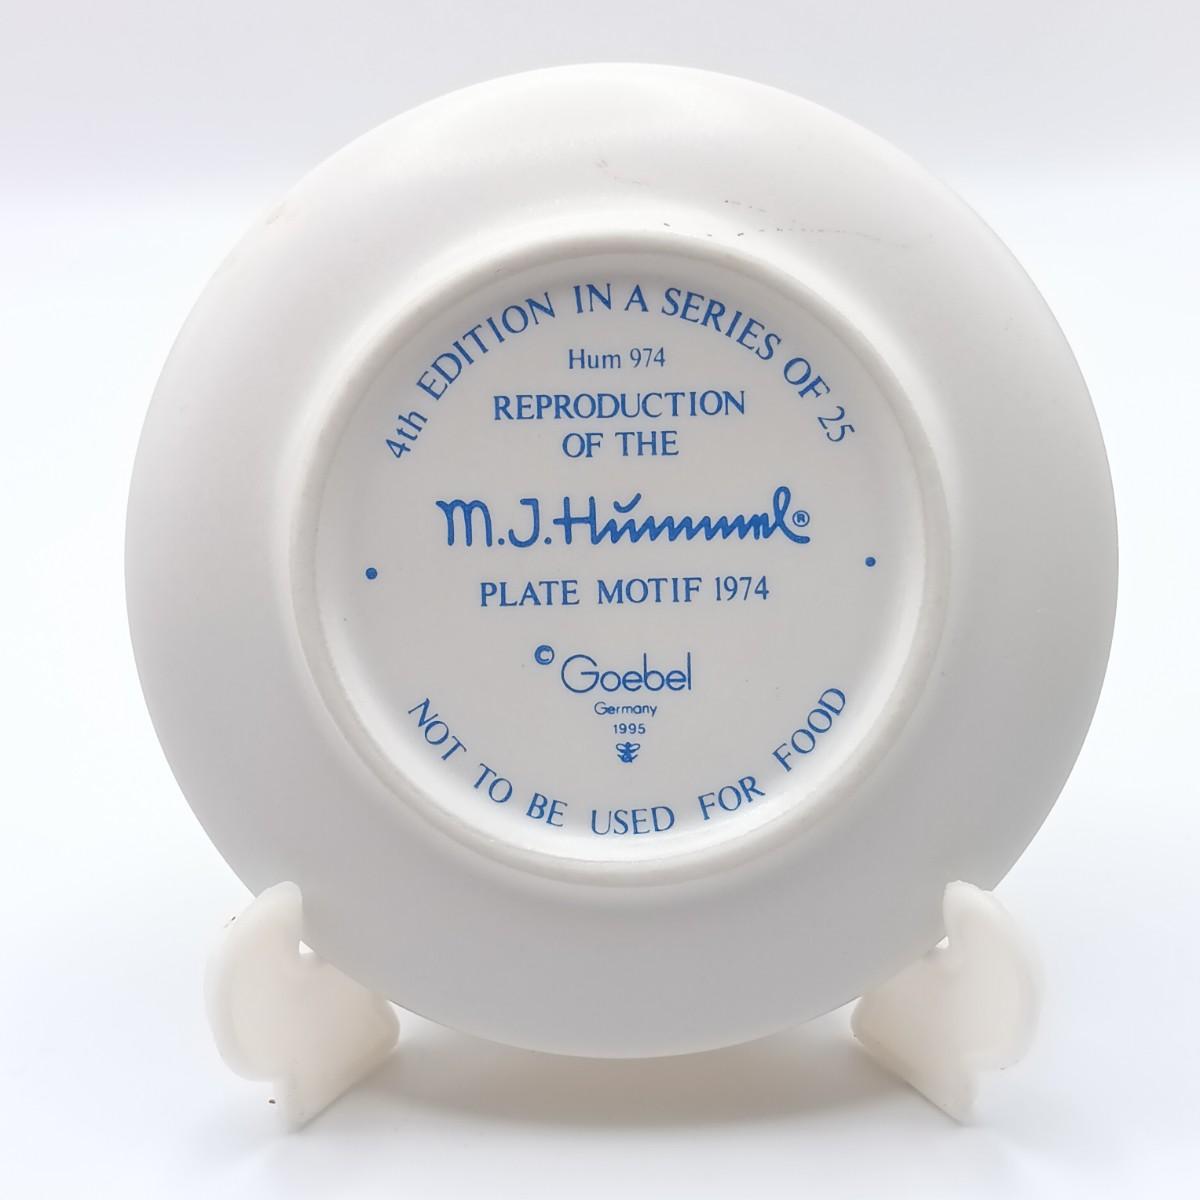 4th EDITION IN A SERIES OF 25
Hum 974
REPRODUCTION
OF THE
M.J.Hummel®
PLATE MOTIF 1974
© Goebel
Germany
1995
NOT TO BE USED FOR FOOD